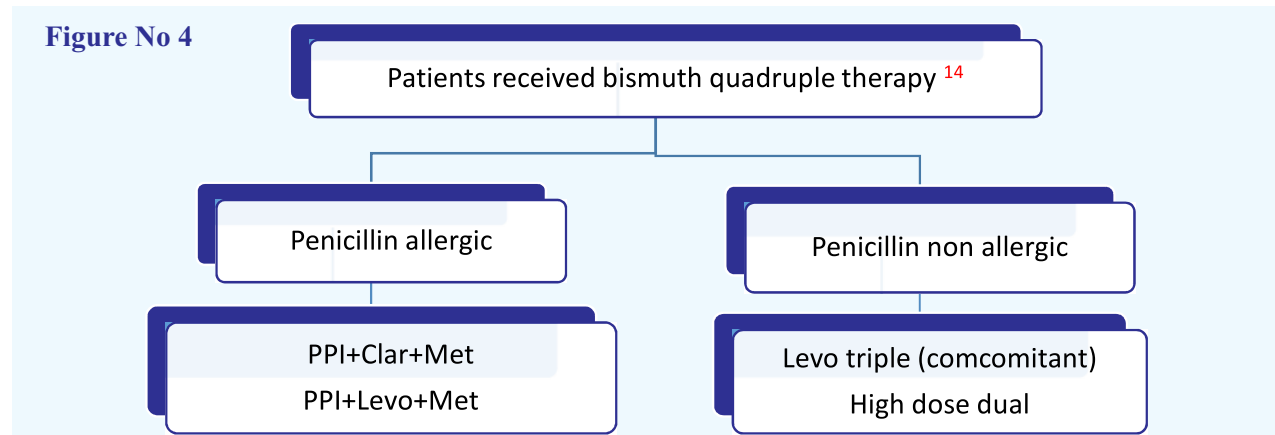 Figure No 4
Patients received bismuth quadruple therapy 14
Penicillin allergic
Penicillin non allergic
PPI+Clar+Met
PPI+Levo+Met
Levo triple (comcomitant)
High dose dual